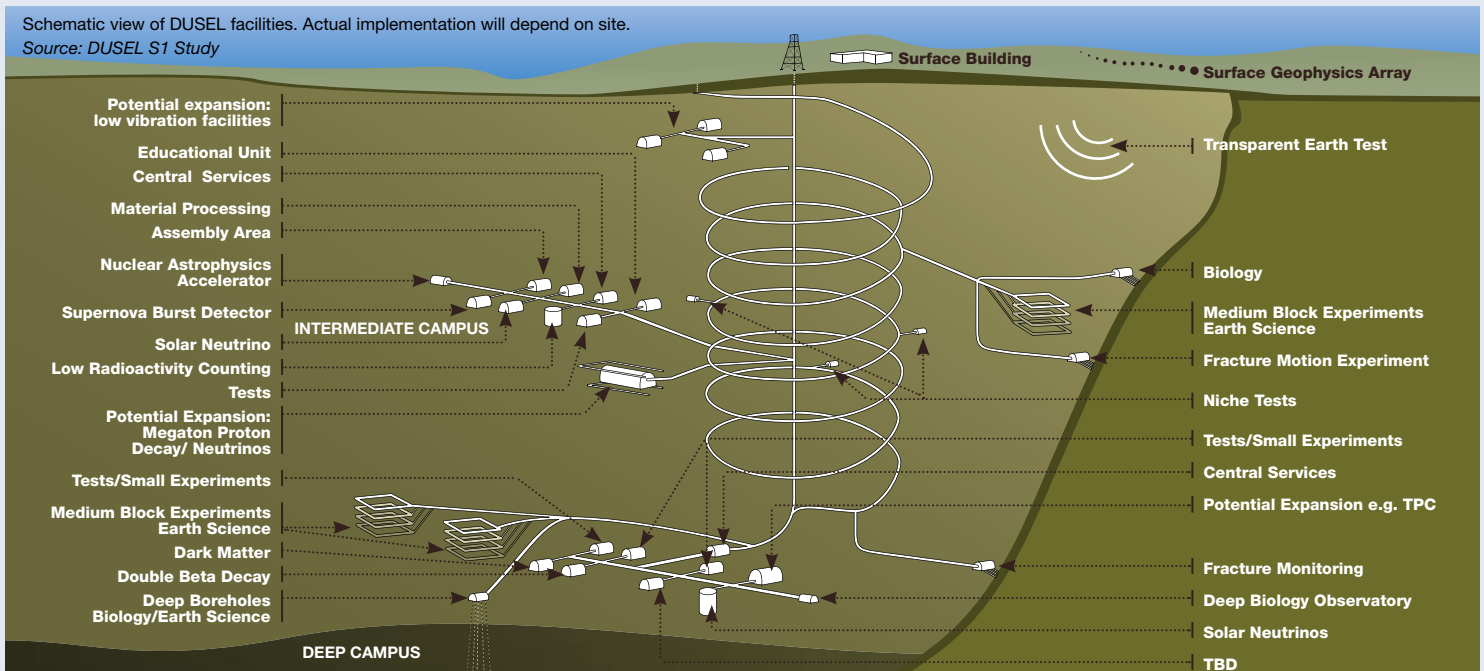 Schematic view of DUSEL facilities. Actual implementation will depend on site.
Source: DUSEL S1 Study
Surface Building
Surface Geophysics Array
Potential expansion:
low vibration facilities
Educational Unit
Central Services
Material Processing
Assembly Area
Nuclear Astrophysics
Accelerator
Supernova Burst Detector
INTERMEDIATE CAMPUS
Solar Neutrino
Low Radioactivity Counting
Tests
Potential Expansion:
Megaton Proton
Decay/ Neutrinos
Tests/Small Experiments
Medium Block Experiments
Earth Science
Dark Matter
Double Beta Decay
Deep Boreholes
Biology/Earth Science
DEEP CAMPUS
Transparent Earth Test
Biology
Medium Block Experiments
Earth Science
Fracture Motion Experiment
Niche Tests
Tests/Small Experiments
Central Services
Potential Expansion e.g. TPC
Fracture Monitoring
Deep Biology Observatory
Solar Neutrinos
TBD